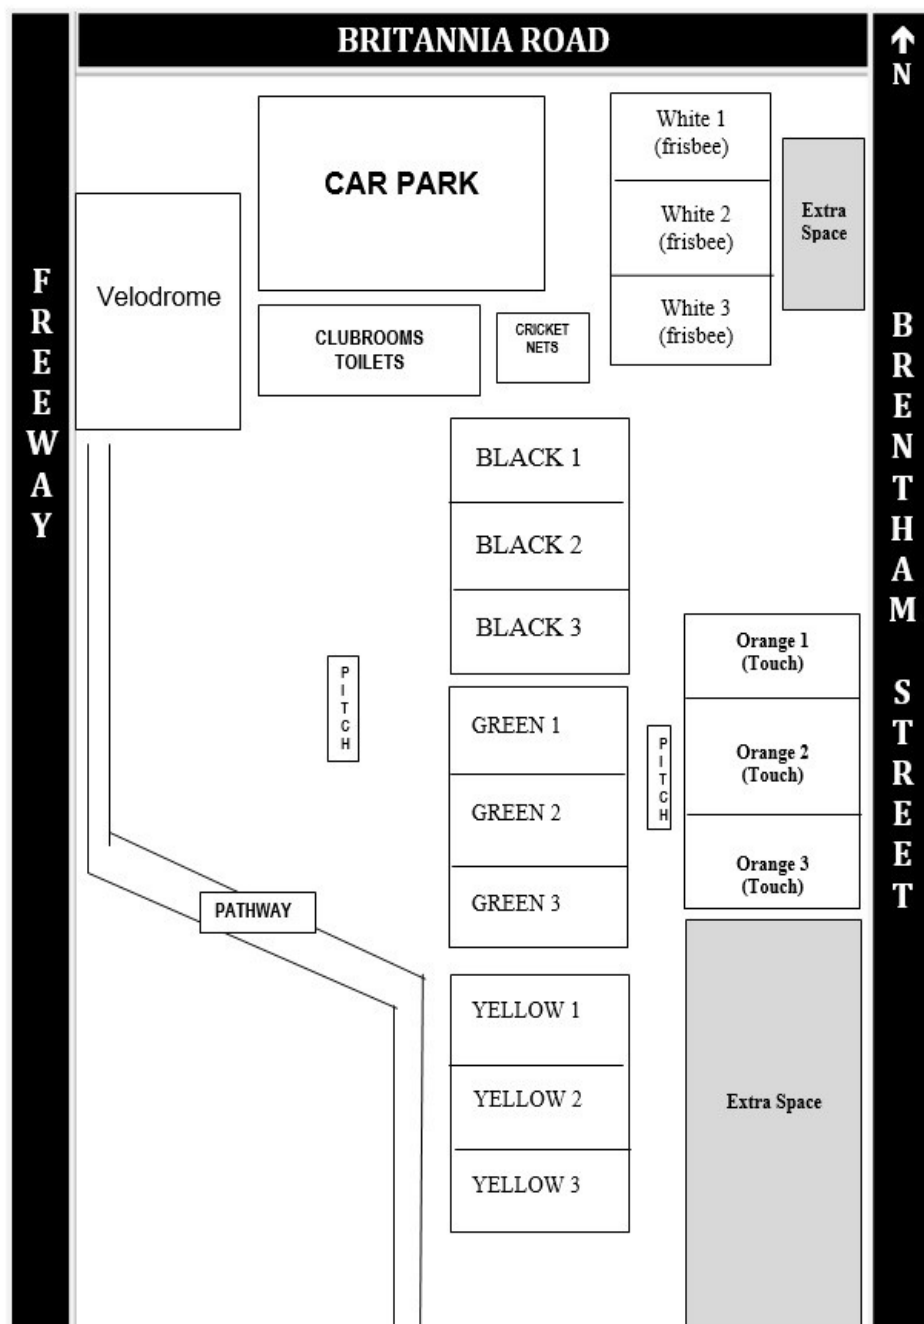 BRITANNIA ROAD
↑
N
FREEWAY
CAR PARK
White 1
(frisbee)
White 2
(frisbee)
White 3
(frisbee)
Extra
Space
Velodrome
CLUBROOMS
TOILETS
CRICKET
NETS
BRENTHAM STREET
BLACK 1
BLACK 2
BLACK 3
PITCH
GREEN 1
GREEN 2
GREEN 3
PITCH
Orange 1
(Touch)
Orange 2
(Touch)
Orange 3
(Touch)
PATHWAY
YELLOW 1
YELLOW 2
YELLOW 3
Extra Space